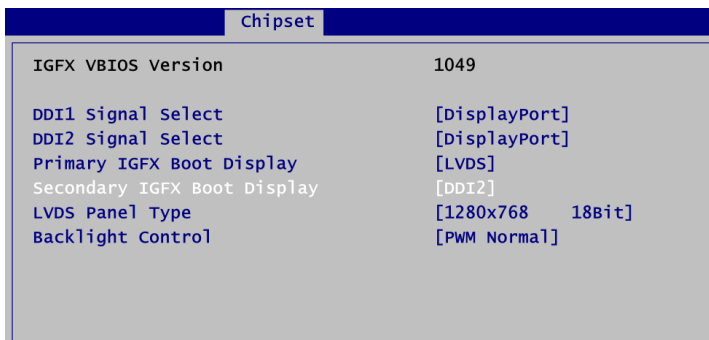 Chipset
IGFX VBIOS Version 1049
DDI1 Signal Select [DisplayPort]
DDI2 Signal Select [DisplayPort]
Primary IGFX Boot Display [LVDS]
Secondary IGFX Boot Display [DDI2]
LVDS Panel Type [1280x768 18Bit]
Backlight Control [PWM Normal]